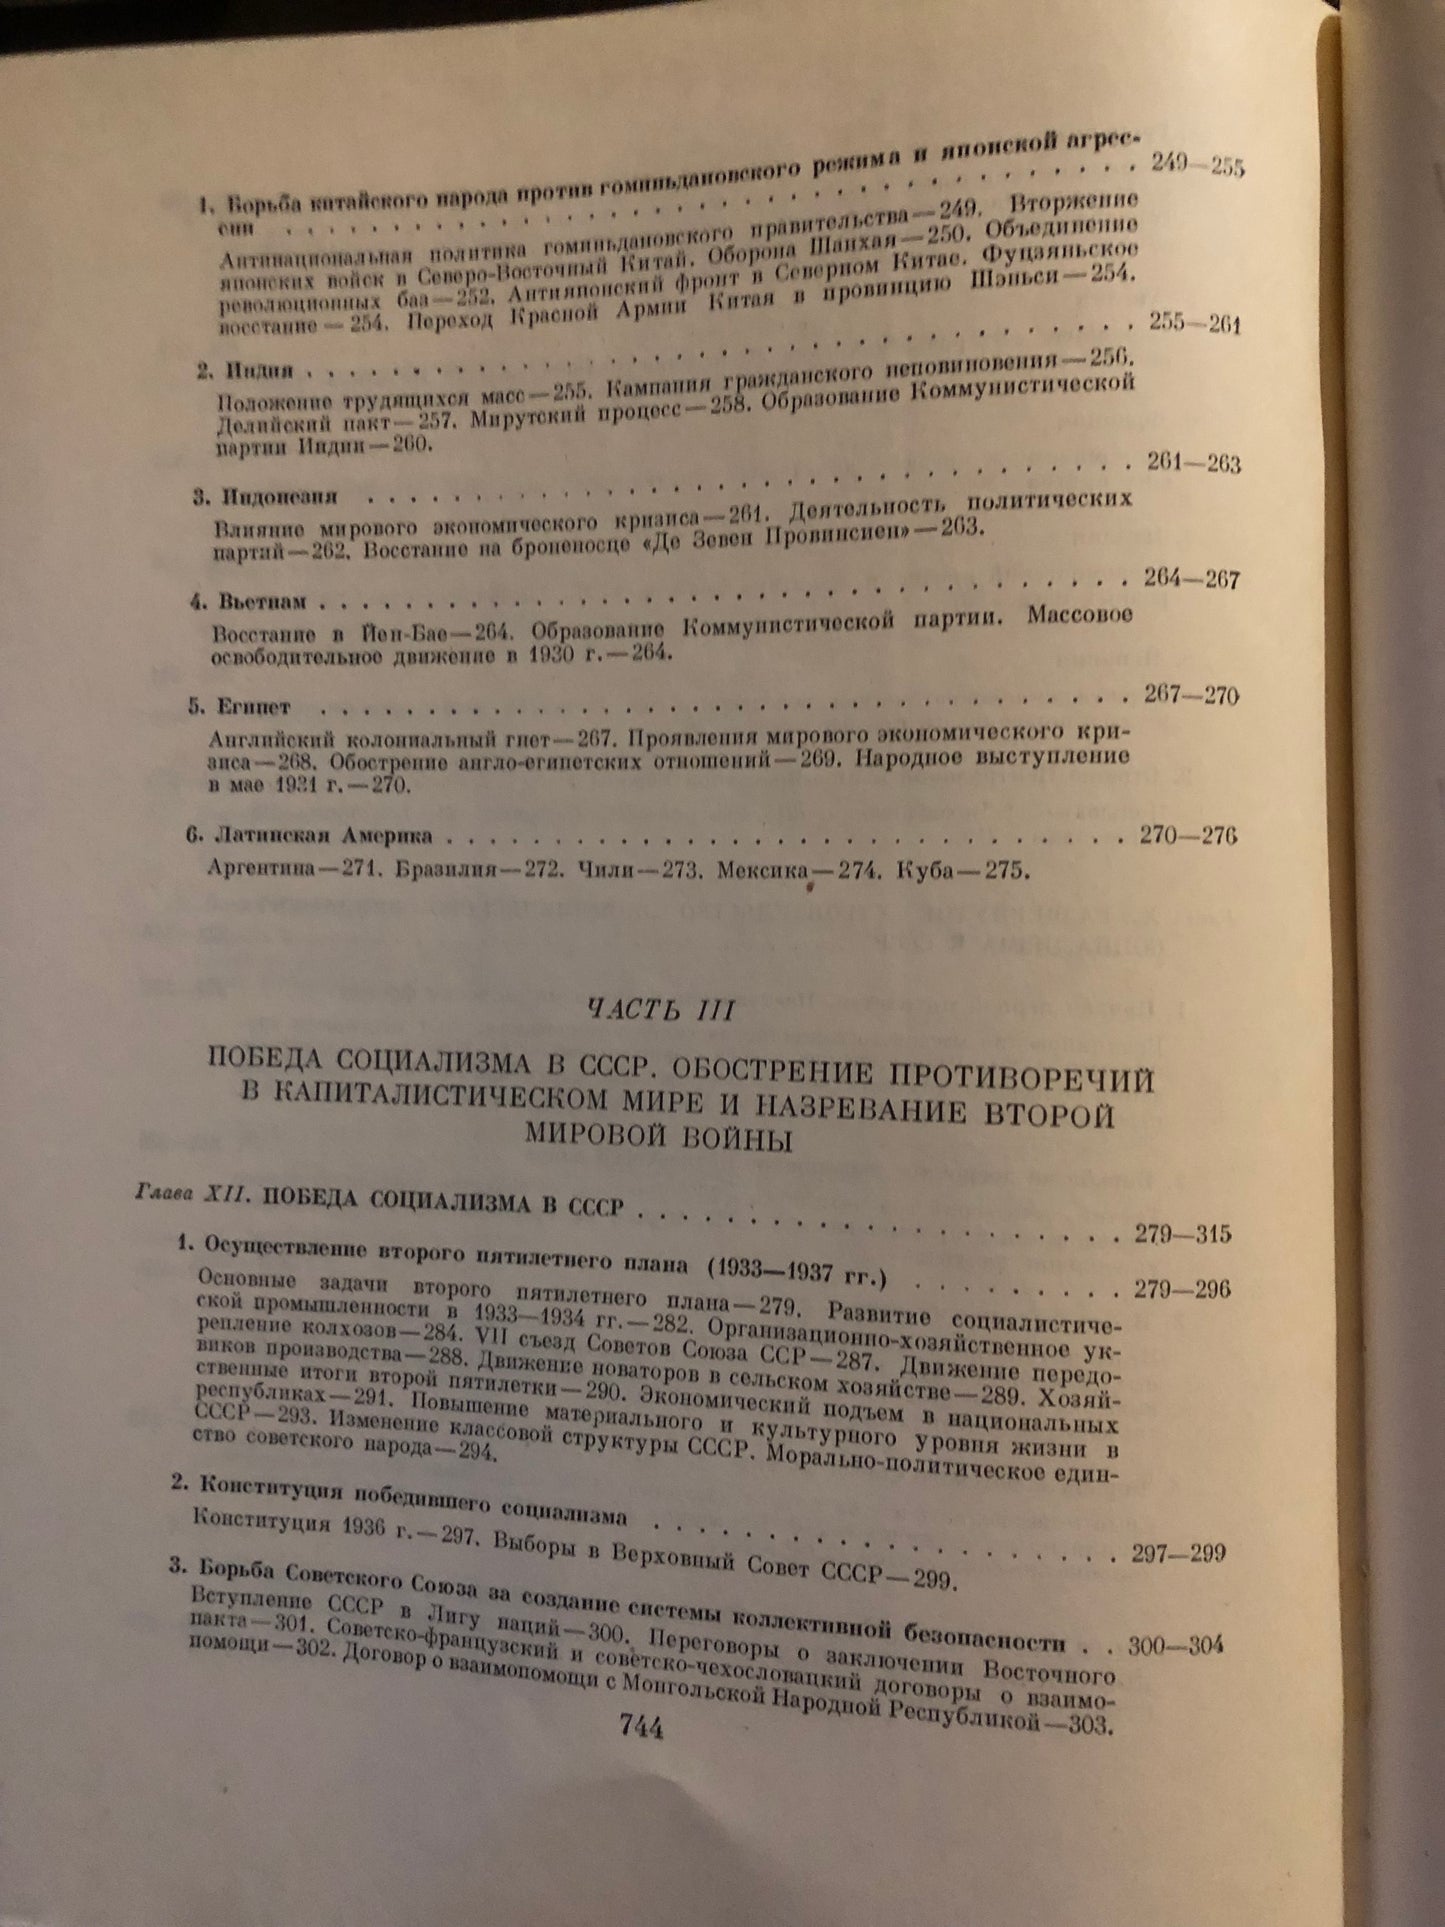 1. Борьба китайского народа против гоминьдановского режима и японской агрес-
сии . . . . . . . . . . . . . . . . . . . . . . . . . . . . . . . . 249—255
Антинациональная политика гоминьдановского правительства—249. Вторжение
японских войск в Северо-Восточный Китай. Оборона Шанхая—250. Объединение
революционных баз—252. Антияпонский фронт в Северном Китае. Фуцзяньское
восстание—254. Переход Красной Армии Китая в провинцию Шэньси—254.
2. Индия . . . . . . . . . . . . . . . . . . . . . . . . . . . . . . 255—261
Положение трудящихся масс—255. Кампания гражданского неповиновения—256.
Делийский пакт—257. Мирутский процесс—258. Образование Коммунистической
партии Индии—260.
3. Индонезия . . . . . . . . . . . . . . . . . . . . . . . . . . . . 261—263
Влияние мирового экономического кризиса—261. Деятельность политических
партий—262. Восстание на броненосце «Де Зевен Провинсиен»—263.
4. Вьетнам . . . . . . . . . . . . . . . . . . . . . . . . . . . . . . 264—267
Восстание в Йен-Бае—264. Образование Коммунистической партии. Массовое
освободительное движение в 1930 г.—264.
5. Египет . . . . . . . . . . . . . . . . . . . . . . . . . . . . . . 267—270
Английский колониальный гнет—267. Проявления мирового экономического кри-
зиса—268. Обострение англо-египетских отношений—269. Народное выступление
в мае 1931 г.—270.
6. Латинская Америка . . . . . . . . . . . . . . . . . . . . . . . . 270—276
Аргентина—271. Бразилия—272. Чили—273. Мексика—274. Куба—275.
ЧАСТЬ III
ПОБЕДА СОЦИАЛИЗМА В СССР. ОБОСТРЕНИЕ ПРОТИВОРЕЧИЙ
В КАПИТАЛИСТИЧЕСКОМ МИРЕ И НАЗРЕВАНИЕ ВТОРОЙ
МИРОВОЙ ВОЙНЫ
Глава XII. ПОБЕДА СОЦИАЛИЗМА В СССР . . . . . . . . . . . . . . . . . 279—315
1. Осуществление второго пятилетнего плана (1933—1937 гг.) . . . . . . . . . 279—296
Основные задачи второго пятилетнего плана—279. Развитие социалистиче-
ской промышленности в 1933—1934 гг.—282. Организационно-хозяйственное ук-
репление колхозов—284. VII съезд Советов Союза ССР—287. Движение передо-
виков производства—288. Движение новаторов в сельском хозяйстве—289. Хозяй-
ственные итоги второй пятилетки—290. Экономический подъем в национальных
республиках—291. Повышение материального и культурного уровня жизни в
СССР—293. Изменение классовой структуры СССР. Морально-политическое един-
ство советского народа—294.
2. Конституция победившего социализма . . . . . . . . . . . . . . . . . 297—299
Конституция 1936 г.—297. Выборы в Верховный Совет СССР—299.
3. Борьба Советского Союза за создание системы коллективной безопасности . . 300—304
Вступление СССР в Лигу наций—300. Переговоры о заключении Восточного
пакта—301. Советско-французский и советско-чехословацкий договоры о взаимо-
помощи—302. Договор о взаимопомощи с Монгольской Народной Республикой—303.
744